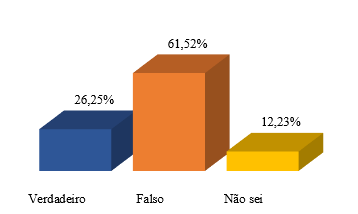 61,52%
26,25%
12,23%
Verdadeiro
Falso
Não sei